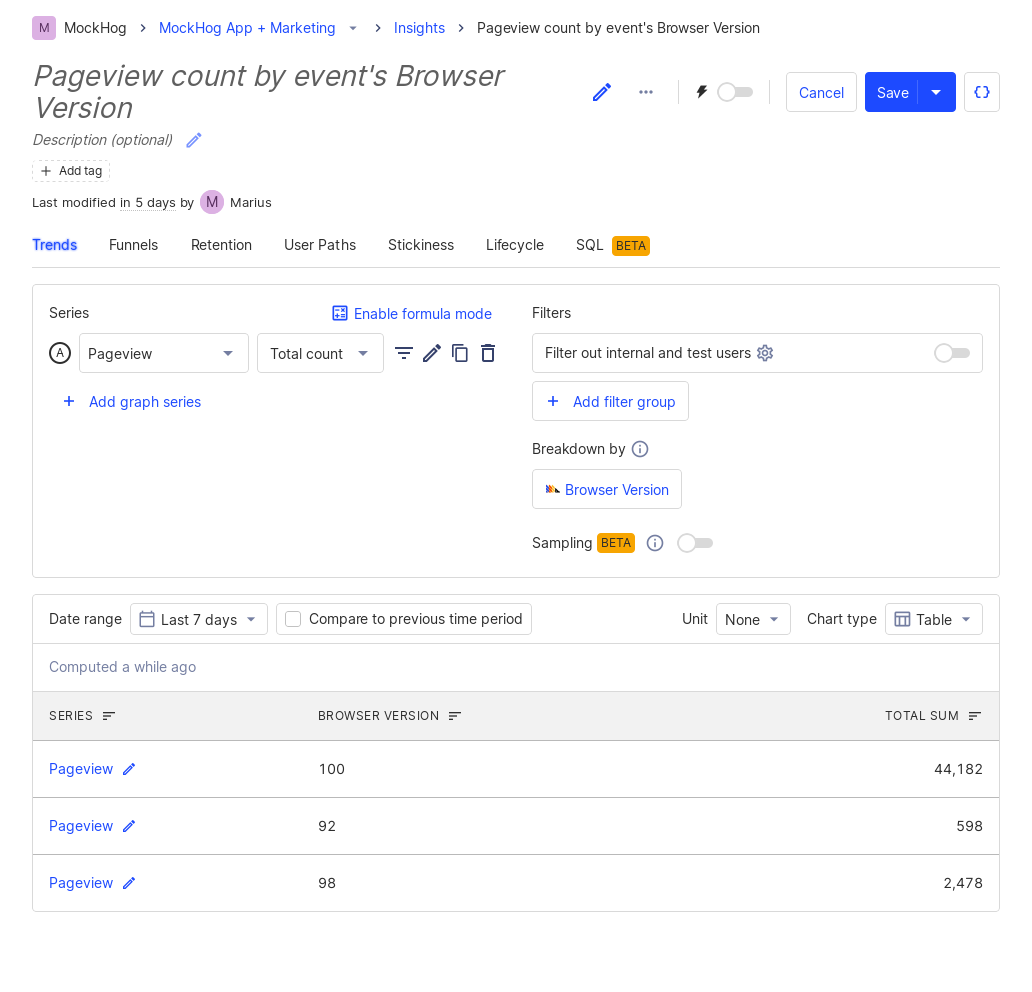 M MockHog > MockHog App + Marketing > Insights > Pageview count by event's Browser Version
Pageview count by event's Browser
Version
Cancel Save
Description (optional)
Add tag
Last modified in 5 days by M Marius
Trends Funnels Retention User Paths Stickiness Lifecycle SQL BETA
Series Enable formula mode
A Pageview Total count
Add graph series
Filters
Filter out internal and test users
Add filter group
Breakdown by
Browser Version
Sampling BETA
Date range Last 7 days Compare to previous time period Unit None Chart type Table
Computed a while ago
SERIES BROWSER VERSION TOTAL SUM
Pageview 100 44,182
Pageview 92 598
Pageview 98 2,478